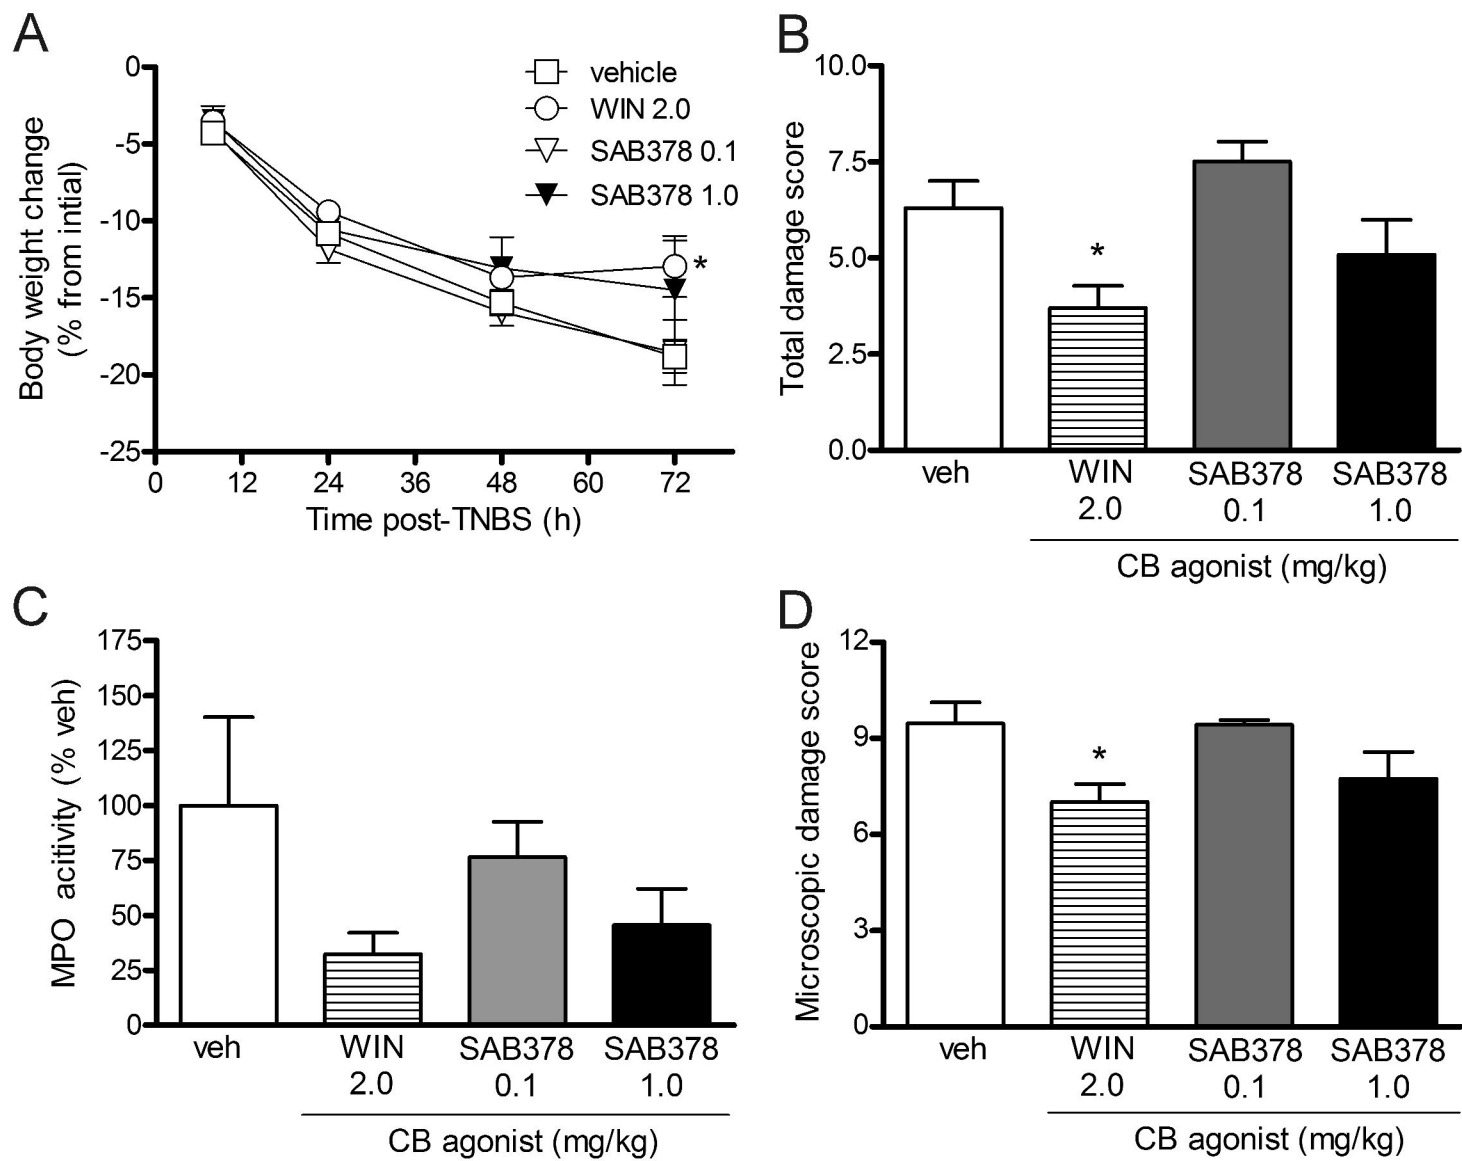 A
Body weight change
(% from intial)
0
-5
-10
-15
-20
-25
vehicle
WIN 2.0
SAB378 0.1
SAB378 1.0
*
0 12 24 36 48 60 72
Time post-TNBS (h)
B
Total damage score
10.0
7.5
5.0
2.5
0.0
*
veh WIN SAB378 SAB378
2.0 0.1 1.0
CB agonist (mg/kg)
C
MPO acitivity (% veh)
175
150
125
100
75
50
25
0
veh WIN SAB378 SAB378
2.0 0.1 1.0
CB agonist (mg/kg)
D
Microscopic damage score
12
9
6
3
0
*
veh WIN SAB378 SAB378
2.0 0.1 1.0
CB agonist (mg/kg)